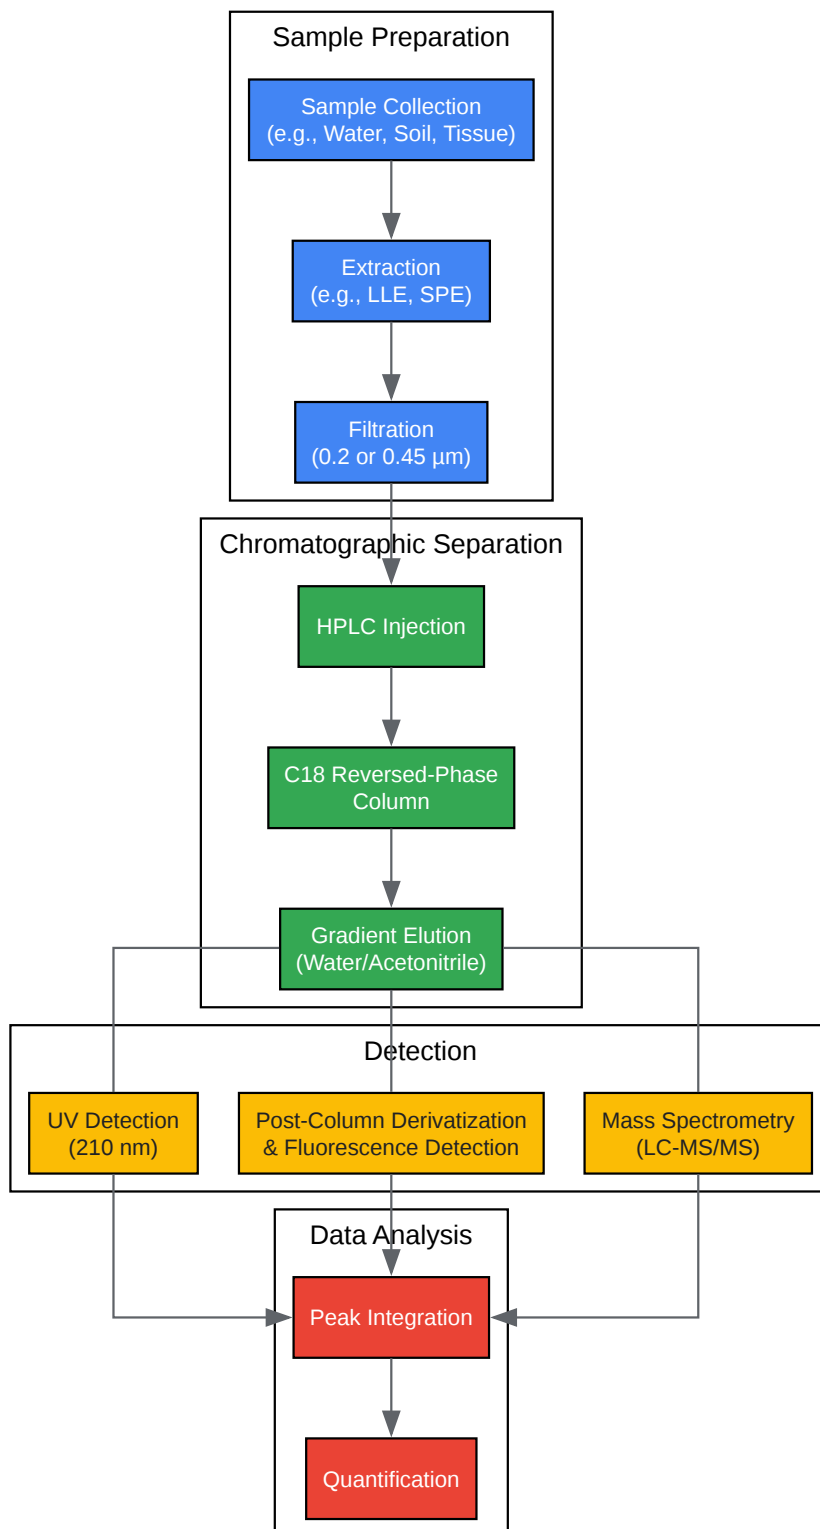 Sample Preparation
Sample Collection
(e.g., Water, Soil, Tissue)
Extraction
(e.g., LLE, SPE)
Filtration
(0.2 or 0.45 µm)
Chromatographic Separation
HPLC Injection
C18 Reversed-Phase
Column
Gradient Elution
(Water/Acetonitrile)
Detection
UV Detection
(210 nm)
Post-Column Derivatization
& Fluorescence Detection
Mass Spectrometry
(LC-MS/MS)
Data Analysis
Peak Integration
Quantification